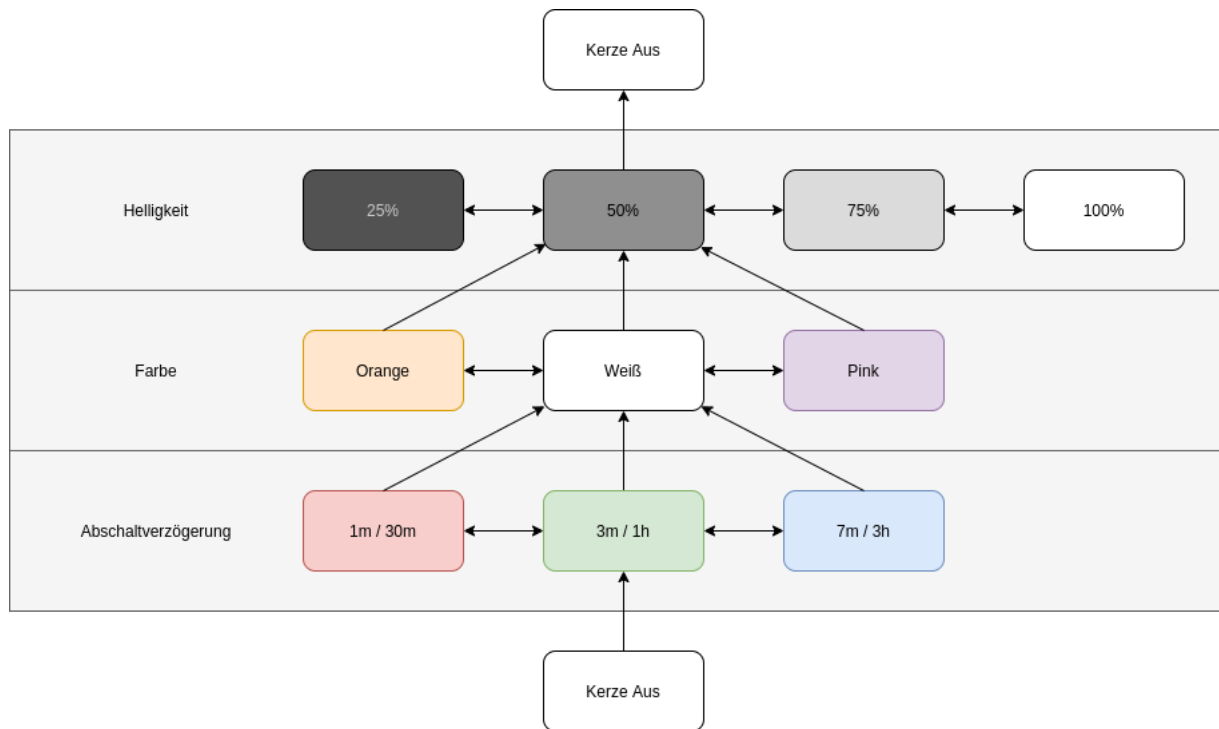 Kerze Aus
Helligkeit
25%
50%
75%
100%
Farbe
Orange
Weiß
Pink
Abschaltverzögerung
1m / 30m
3m / 1h
7m / 3h
Kerze Aus